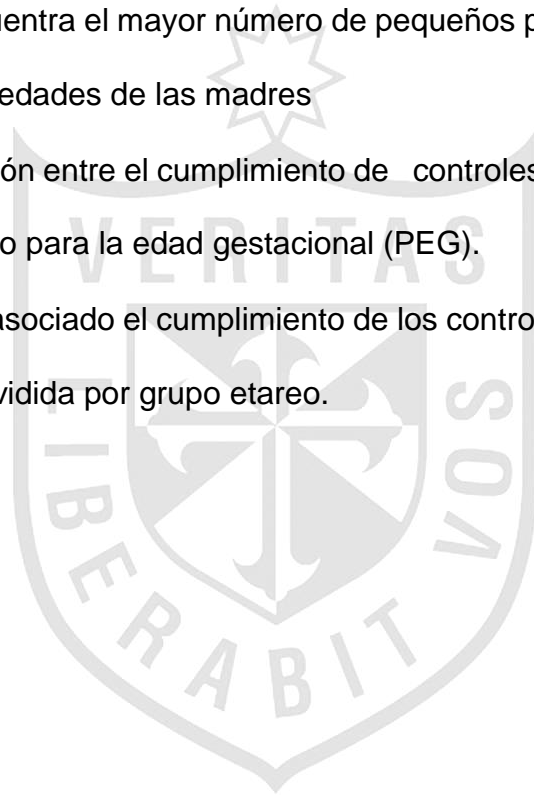 uentra el mayor número de pequeños p
edades de las madres
ón entre el cumplimiento de   controles
o para la edad gestacional (PEG).
asociado el cumplimiento de los contro
vidida por grupo etareo.
VERITAS
LIBERABIT VOS